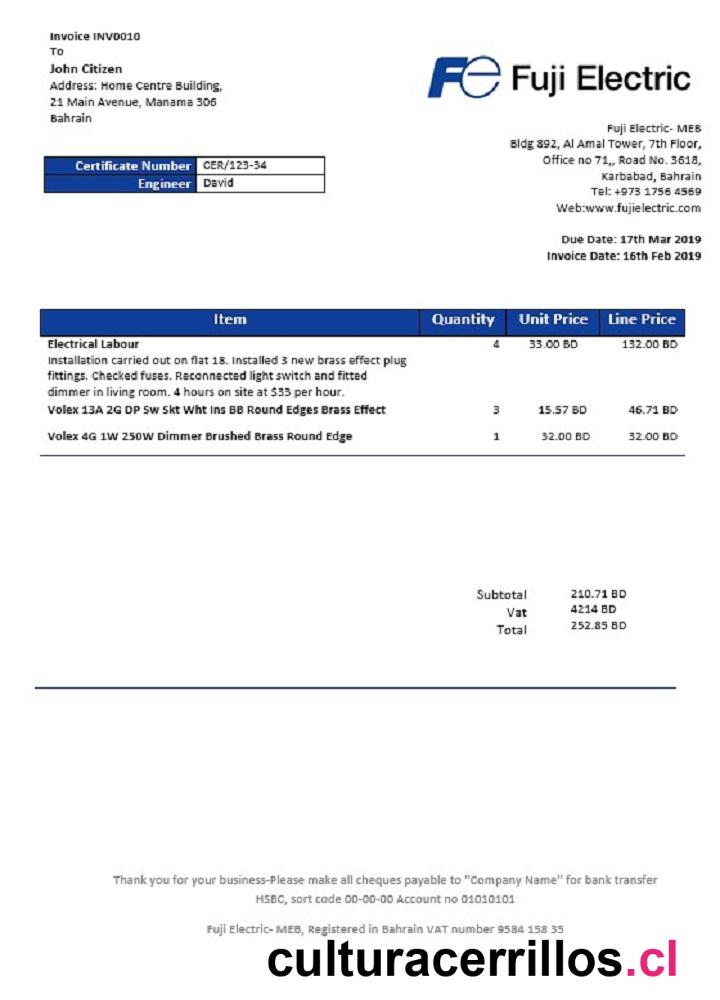 Invoice INV0010
To
John Citizen
Address: Home Centre Building,
21 Main Avenue, Manama 306
Bahrain
Fe Fuji Electric
Fuji Electric- MEB
Bldg 892, Al Amal Tower, 7th Floor,
Office no 71,, Road No. 3618,
Karbabad, Bahrain
Tel: +973 1756 4569
Web:www.fujielectric.com
Certificate Number CER/123-34
Engineer David
Due Date: 17th Mar 2019
Invoice Date: 16th Feb 2019
Item Quantity Unit Price Line Price
Electrical Labour 4 33.00 BD 132.00 BD
Installation carried out on flat 18. Installed 3 new brass effect plug
fittings. Checked fuses. Reconnected light switch and fitted
dimmer in living room. 4 hours on site at $33 per hour.
Volex 13A 2G DP Sw Skt Wht Ins BB Round Edges Brass Effect 3 15.57 BD 46.71 BD
Volex 4G 1W 250W Dimmer Brushed Brass Round Edge 1 32.00 BD 32.00 BD
Subtotal 210.71 BD
Vat 4214 BD
Total 252.85 BD
Thank you for your business-Please make all cheques payable to "Company Name" for bank transfer
HSBC, sort code 00-00-00 Account no 01010101
Fuji Electric- MEB, Registered in Bahrain VAT number 9584 158 35
culturacerrillos.cl